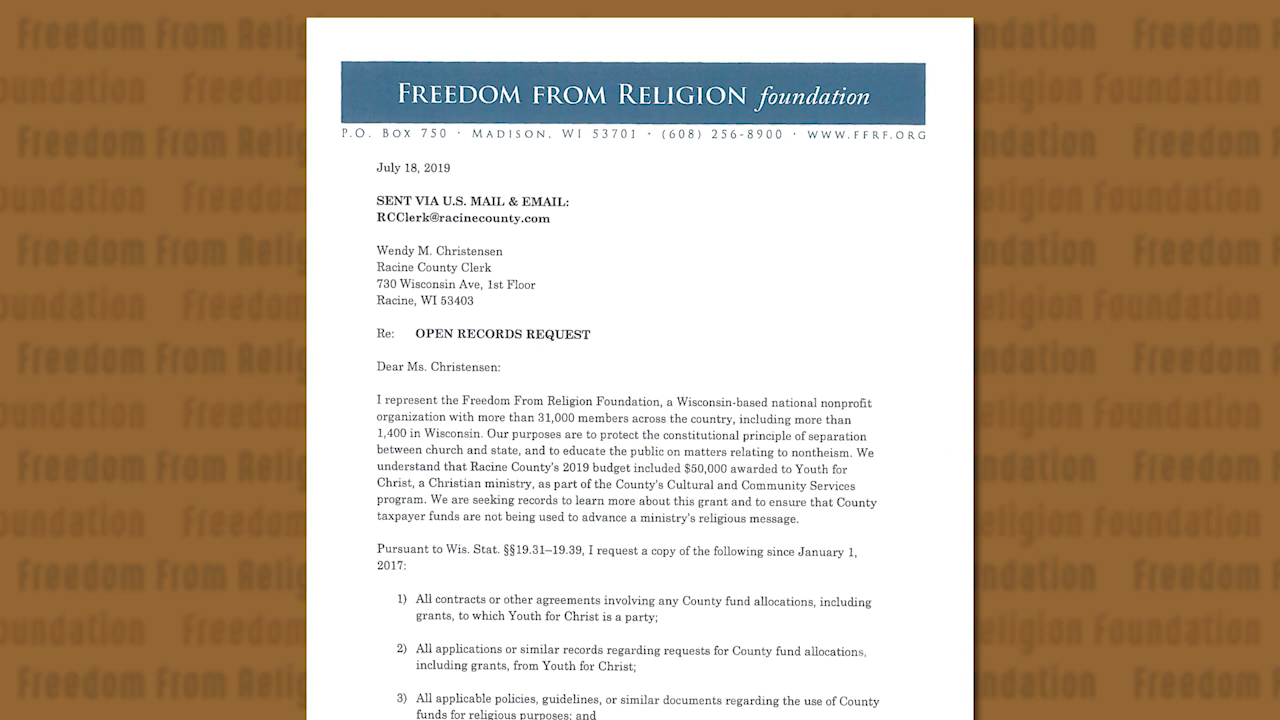 FREEDOM FROM RELIGION foundation
P.O. BOX 750 · MADISON, WI 53701 · (608) 256-8900 · WWW.FFRF.ORG
July 18, 2019
SENT VIA U.S. MAIL & EMAIL:
RCClerk@racinecounty.com
Wendy M. Christensen
Racine County Clerk
730 Wisconsin Ave, 1st Floor
Racine, WI 53403
Re: OPEN RECORDS REQUEST
Dear Ms. Christensen:
I represent the Freedom From Religion Foundation, a Wisconsin-based national nonprofit
organization with more than 31,000 members across the country, including more than
1,400 in Wisconsin. Our purposes are to protect the constitutional principle of separation
between church and state, and to educate the public on matters relating to nontheism. We
understand that Racine County's 2019 budget included $50,000 awarded to Youth for
Christ, a Christian ministry, as part of the County's Cultural and Community Services
program. We are seeking records to learn more about this grant and to ensure that County
taxpayer funds are not being used to advance a ministry's religious message.
Pursuant to Wis. Stat. §§19.31–19.39, I request a copy of the following since January 1,
2017:
1) All contracts or other agreements involving any County fund allocations, including
grants, to which Youth for Christ is a party;
2) All applications or similar records regarding requests for County fund allocations,
including grants, from Youth for Christ;
3) All applicable policies, guidelines, or similar documents regarding the use of County
funds for religious purposes; and